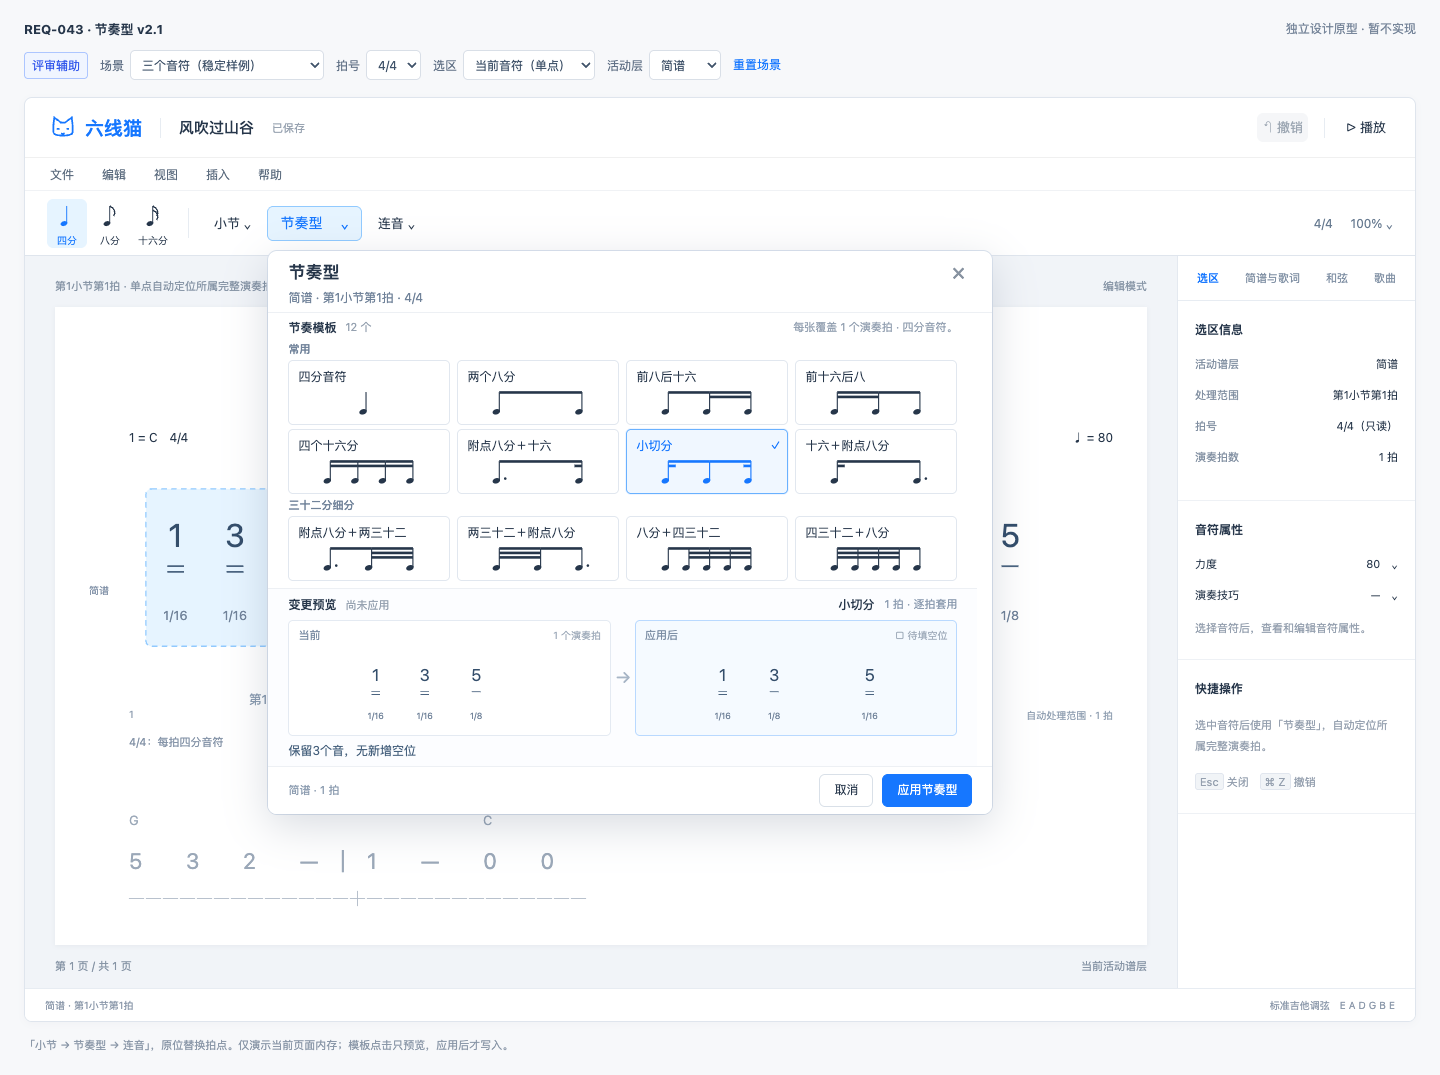 REQ-043 · 节奏型 v2.1
独立设计原型 · 暂不实现
评审辅助 场景 三个音符（稳定样例） 拍号 4/4 选区 当前音符（单点） 活动层 简谱 重置场景
六线猫 风吹过山谷 已保存
撤销 播放
文件 编辑 视图 插入 帮助
四分 八分 十六分 小节 节奏型 连音
4/4 100%
第1小节第1拍 · 单点自动定位所属完整演奏拍
编辑模式
节奏型
简谱 · 第1小节第1拍 · 4/4
节奏模板 12 个
每张覆盖 1 个演奏拍 · 四分音符。
常用
四分音符 两个八分 前八后十六 前十六后八
四个十六分 附点八分＋十六 小切分 十六＋附点八分
三十二分细分
附点八分＋两三十二 两三十二＋附点八分 八分＋四三十二 四三十二＋八分
变更预览 尚未应用
小切分 1 拍 · 逐拍套用
当前 1 个演奏拍
1 3 5
1/16 1/16 1/8
→
应用后 待填空位
1 3 5
1/16 1/8 1/16
保留3个音，无新增空位
简谱 · 1 拍
取消 应用节奏型
1 = C 4/4
♩ = 80
简谱
1 3 5
1/16 1/16 1/8
第1
1
自动处理范围 · 1 拍
4/4：每拍四分音符
G C
5 3 2 — | 1 — 0 0
第 1 页 / 共 1 页
当前活动谱层
选区 简谱与歌词 和弦 歌曲
选区信息
活动谱层 简谱
处理范围 第1小节第1拍
拍号 4/4（只读）
演奏拍数 1 拍
音符属性
力度 80
演奏技巧 —
选择音符后，查看和编辑音符属性。
快捷操作
选中音符后使用「节奏型」，自动定位所
属完整演奏拍。
Esc 关闭 ⌘ Z 撤销
简谱 · 第1小节第1拍
标准吉他调弦 E A D G B E
「小节 → 节奏型 → 连音」，原位替换拍点。仅演示当前页面内存；模板点击只预览，应用后才写入。